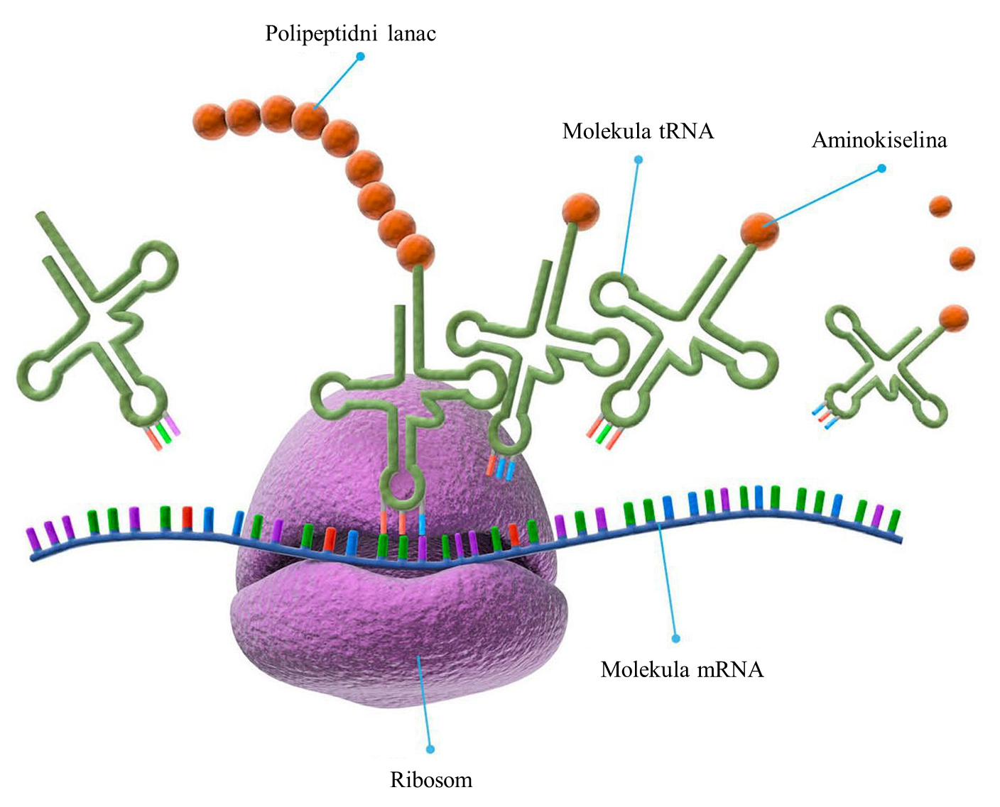 Polipeptidni lanac
Molekula tRNA
Aminokiselina
Molekula mRNA
Ribosom